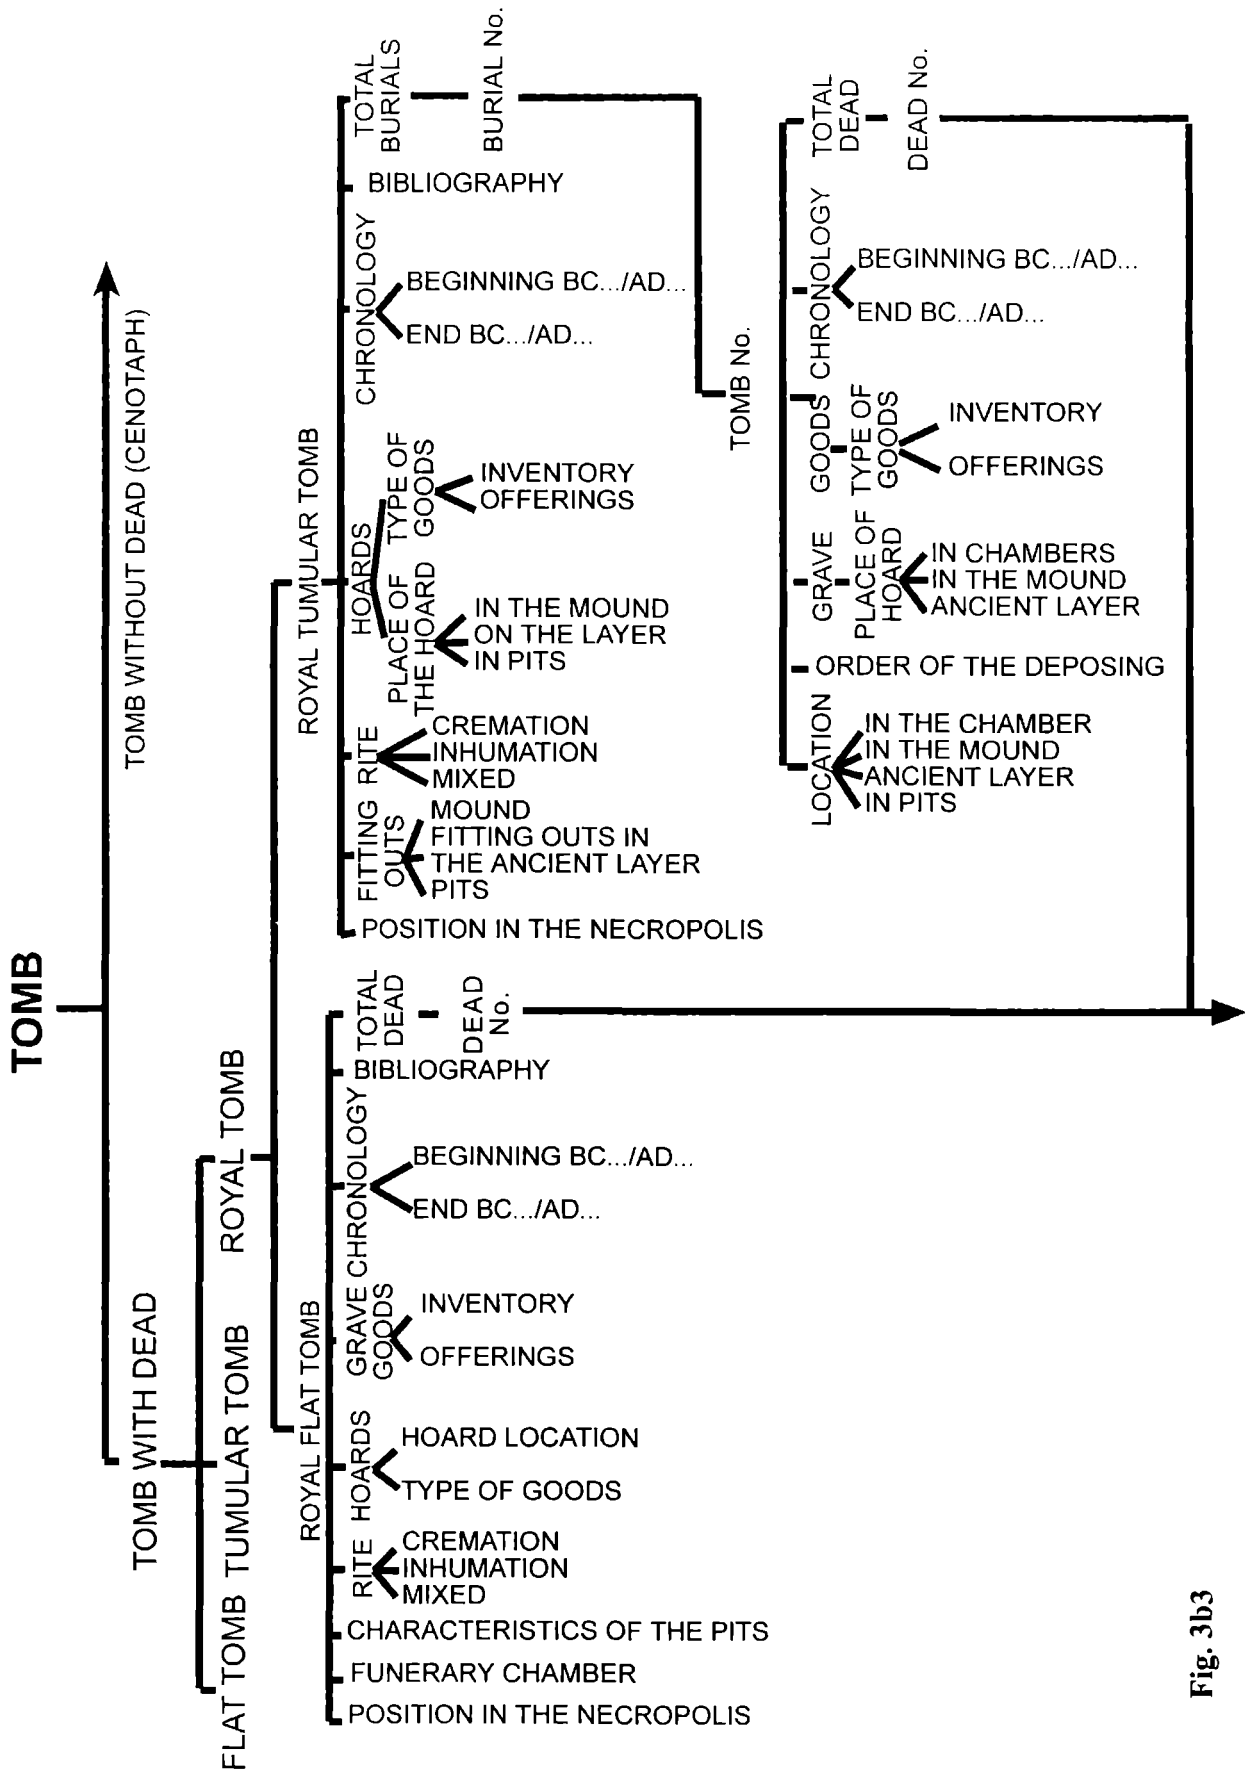 TOMB
TOMB WITH DEAD
TOMB WITHOUT DEAD (CENOTAPH)
FLAT TOMB
TUMULAR TOMB
ROYAL TOMB
ROYAL FLAT TOMB
POSITION IN THE NECROPOLIS
FUNERARY CHAMBER
CHARACTERISTICS OF THE PITS
RITE
CREMATION
INHUMATION
MIXED
HOARDS
HOARD LOCATION
TYPE OF GOODS
GRAVE
GOODS
INVENTORY
OFFERINGS
CHRONOLOGY
BEGINNING BC.../AD...
END BC.../AD...
BIBLIOGRAPHY
TOTAL
DEAD
DEAD
No.
ROYAL TUMULAR TOMB
POSITION IN THE NECROPOLIS
FITTING
OUTS
MOUND
FITTING OUTS IN
THE ANCIENT LAYER
PITS
RITE
CREMATION
INHUMATION
MIXED
HOARDS
PLACE OF
THE HOARD
IN THE MOUND
ON THE LAYER
IN PITS
TYPE OF
GOODS
INVENTORY
OFFERINGS
CHRONOLOGY
BEGINNING BC.../AD...
END BC.../AD...
BIBLIOGRAPHY
TOTAL
BURIALS
BURIAL No.
TOMB No.
LOCATION
IN THE CHAMBER
IN THE MOUND
ANCIENT LAYER
IN PITS
ORDER OF THE DEPOSING
GRAVE GOODS
PLACE OF
HOARD
IN CHAMBERS
IN THE MOUND
ANCIENT LAYER
TYPE OF
GOODS
INVENTORY
OFFERINGS
CHRONOLOGY
BEGINNING BC.../AD...
END BC.../AD...
TOTAL
DEAD
DEAD No.
Fig. 3b3